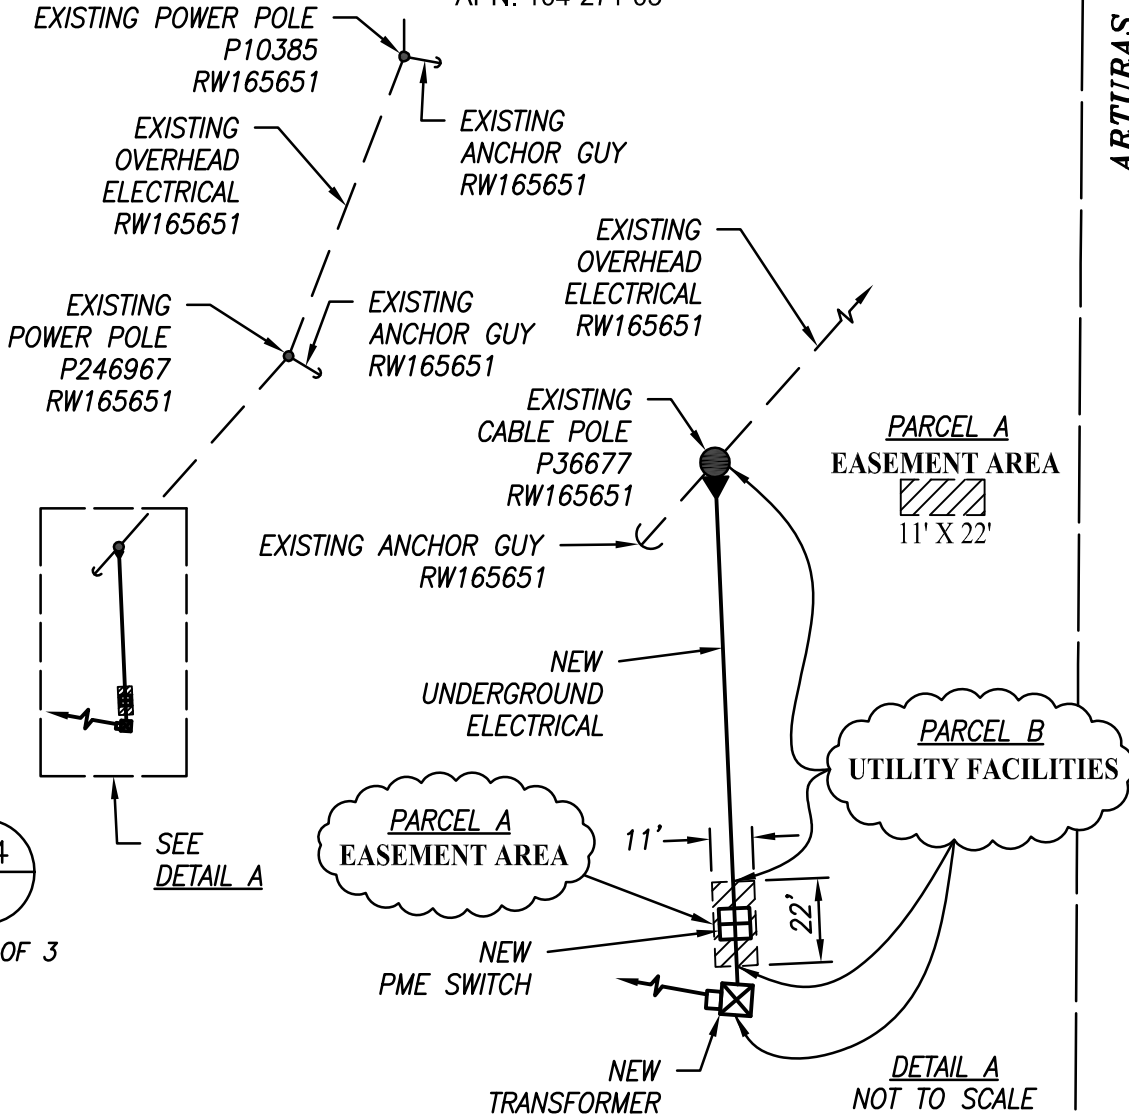 EXISTING POWER POLE
P10385
RW165651
EXISTING
ANCHOR GUY
RW165651
EXISTING
OVERHEAD
ELECTRICAL
RW165651
EXISTING
OVERHEAD
ELECTRICAL
RW165651
EXISTING
POWER POLE
P246967
RW165651
EXISTING
ANCHOR GUY
RW165651
EXISTING
CABLE POLE
P36677
RW165651
PARCEL A
EASEMENT AREA
11' X 22'
EXISTING ANCHOR GUY
RW165651
NEW
UNDERGROUND
ELECTRICAL
PARCEL B
UTILITY FACILITIES
PARCEL A
EASEMENT AREA
11'
22'
SEE
DETAIL A
4
OF 3
NEW
PME SWITCH
NEW
TRANSFORMER
DETAIL A
NOT TO SCALE
ARTURAS